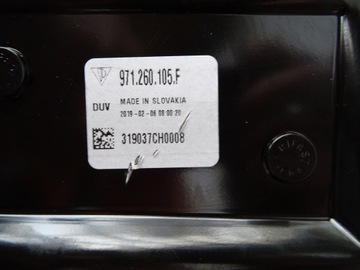 971.260.105.F
DUV
MADE IN SLOVAKIA
2019-02-06 08:00:20
319037CH0008